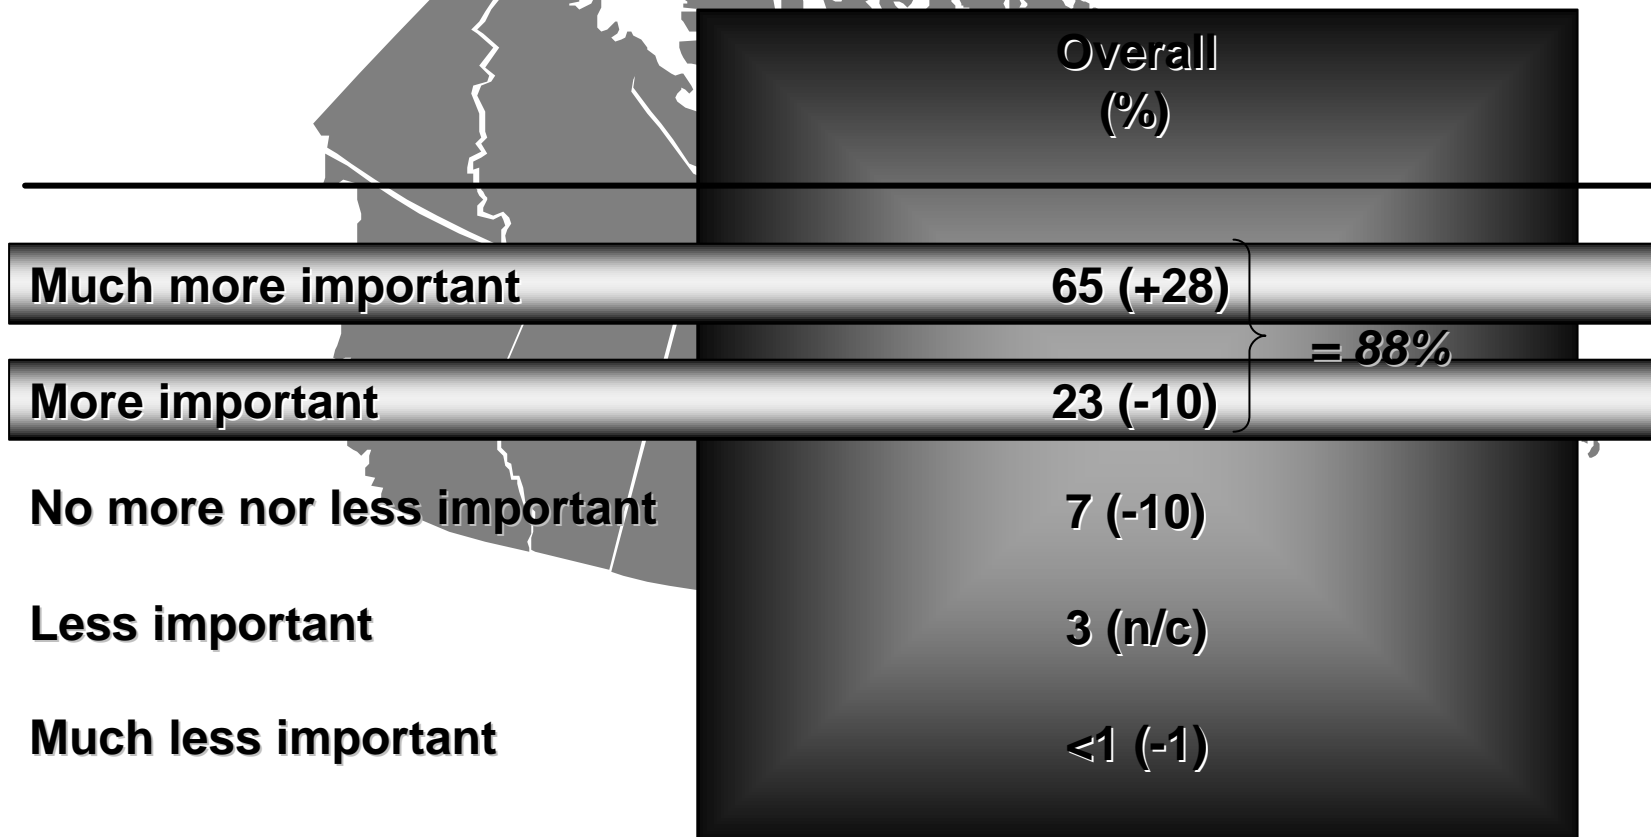 Overall
(%)
Much more important 65 (+28)
= 88%
More important 23 (-10)
No more nor less important 7 (-10)
Less important 3 (n/c)
Much less important <1 (-1)